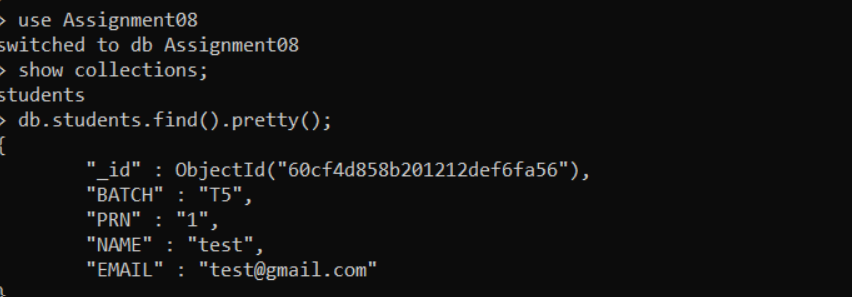 > use Assignment08
switched to db Assignment08
> show collections;
students
> db.students.find().pretty();
{
"_id" : ObjectId("60cf4d858b201212def6fa56"),
"BATCH" : "T5",
"PRN" : "1",
"NAME" : "test",
"EMAIL" : "test@gmail.com"
}